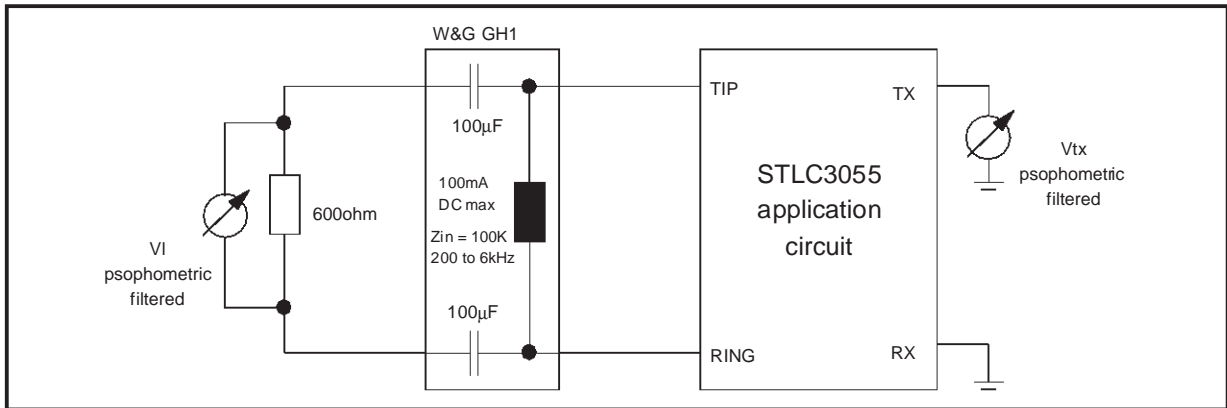 W&G GH1
TIP
TX
100μF
100mA
DC max
Zin = 100K
200 to 6kHz
600ohm
Vl
psophometric
filtered
STLC3055
application
circuit
Vtx
psophometric
filtered
100μF
RING
RX